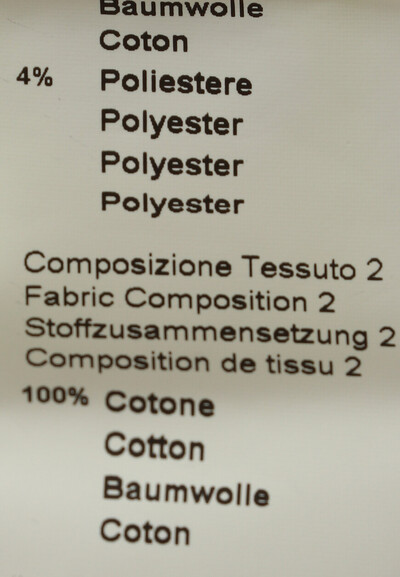 Baumwolle
Coton
4% Poliestere
Polyester
Polyester
Polyester
Composizione Tessuto 2
Fabric Composition 2
Stoffzusammensetzung 2
Composition de tissu 2
100% Cotone
Cotton
Baumwolle
Coton